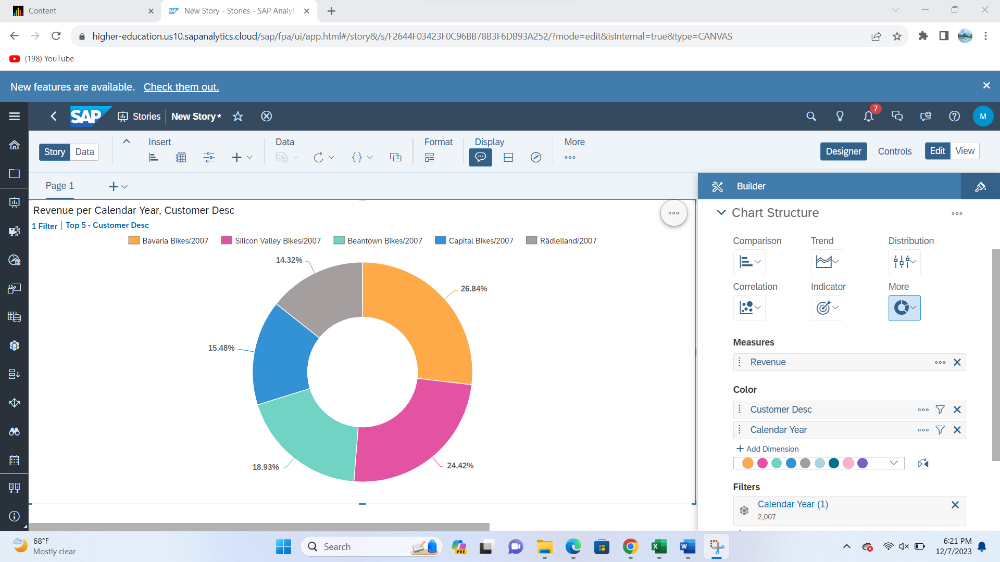 Content
New Story - Stories - SAP Analyt
higher-education.us10.sapanalytics.cloud/sap/fpa/ui/app.html#/story&/s/F2644F03423F0C96BB78B3F6DB93A252/?mode=edit&isInternal=true&type=CANVAS
(198) YouTube
New features are available. Check them out.
SAP Stories New Story* 7 M
Story Data
Insert
Data
Format
Display
More
{}
Designer Controls Edit View
Page 1
Builder
Revenue per Calendar Year, Customer Desc
1 Filter Top 5 - Customer Desc
Bavaria Bikes/2007 Silicon Valley Bikes/2007 Beantown Bikes/2007 Capital Bikes/2007 Rädlelland/2007
14.32%
26.84%
15.48%
18.93%
24.42%
Chart Structure
Comparison Trend Distribution
Correlation Indicator More
Measures
Revenue
Color
Customer Desc
Calendar Year
+ Add Dimension
Filters
Calendar Year (1)
2,007
68°F
Mostly clear
Search
PRE
6:21 PM
12/7/2023